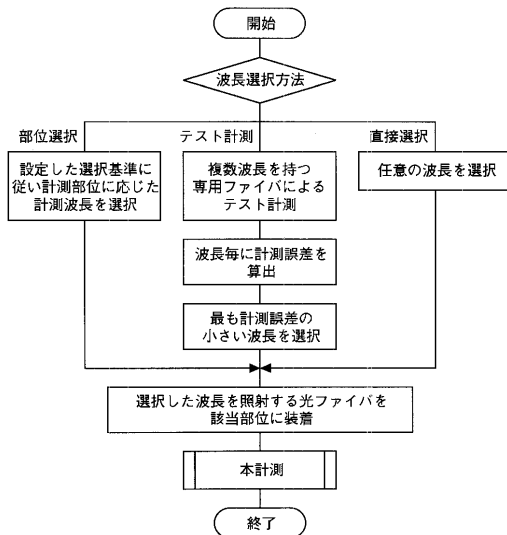 開始
波長選択方法
部位選択
テスト計測
直接選択
設定した選択基準に
従い計測部位に応じた
計測波長を選択
複数波長を持つ
専用ファイバによる
テスト計測
任意の波長を選択
波長毎に計測誤差を
算出
最も計測誤差の
小さい波長を選択
選択した波長を照射する光ファイバを
該当部位に装着
本計測
終了